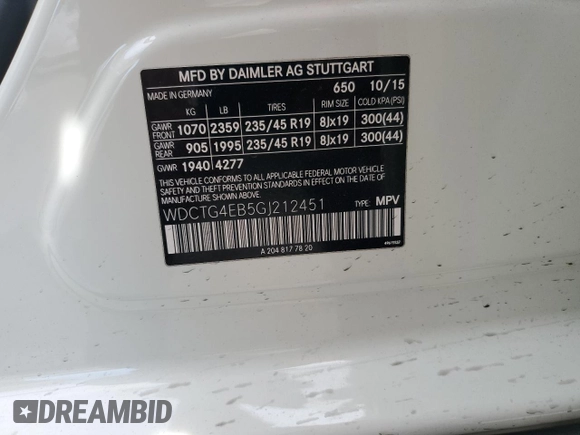 MFD BY DAIMLER AG STUTTGART
MADE IN GERMANY 650 10/15
KG LB TIRES RIM SIZE COLD KPA(PSI)
GAWR FRONT 1070 2359 235/45 R19 8Jx19 300(44)
GAWR REAR 905 1995 235/45 R19 8Jx19 300(44)
GVWR 1940 4277
THIS VEHICLE CONFORMS TO ALL APPLICABLE FEDERAL MOTOR VEHICLE
SAFETY, BUMPER, AND THEFT PREVENTION STANDARDS IN EFFECT ON THE DATE
OF MANUFACTURE SHOWN ABOVE.
WDCTG4EB5GJ212451 TYPE: MPV
A 204 817 78 20
DREAMBID